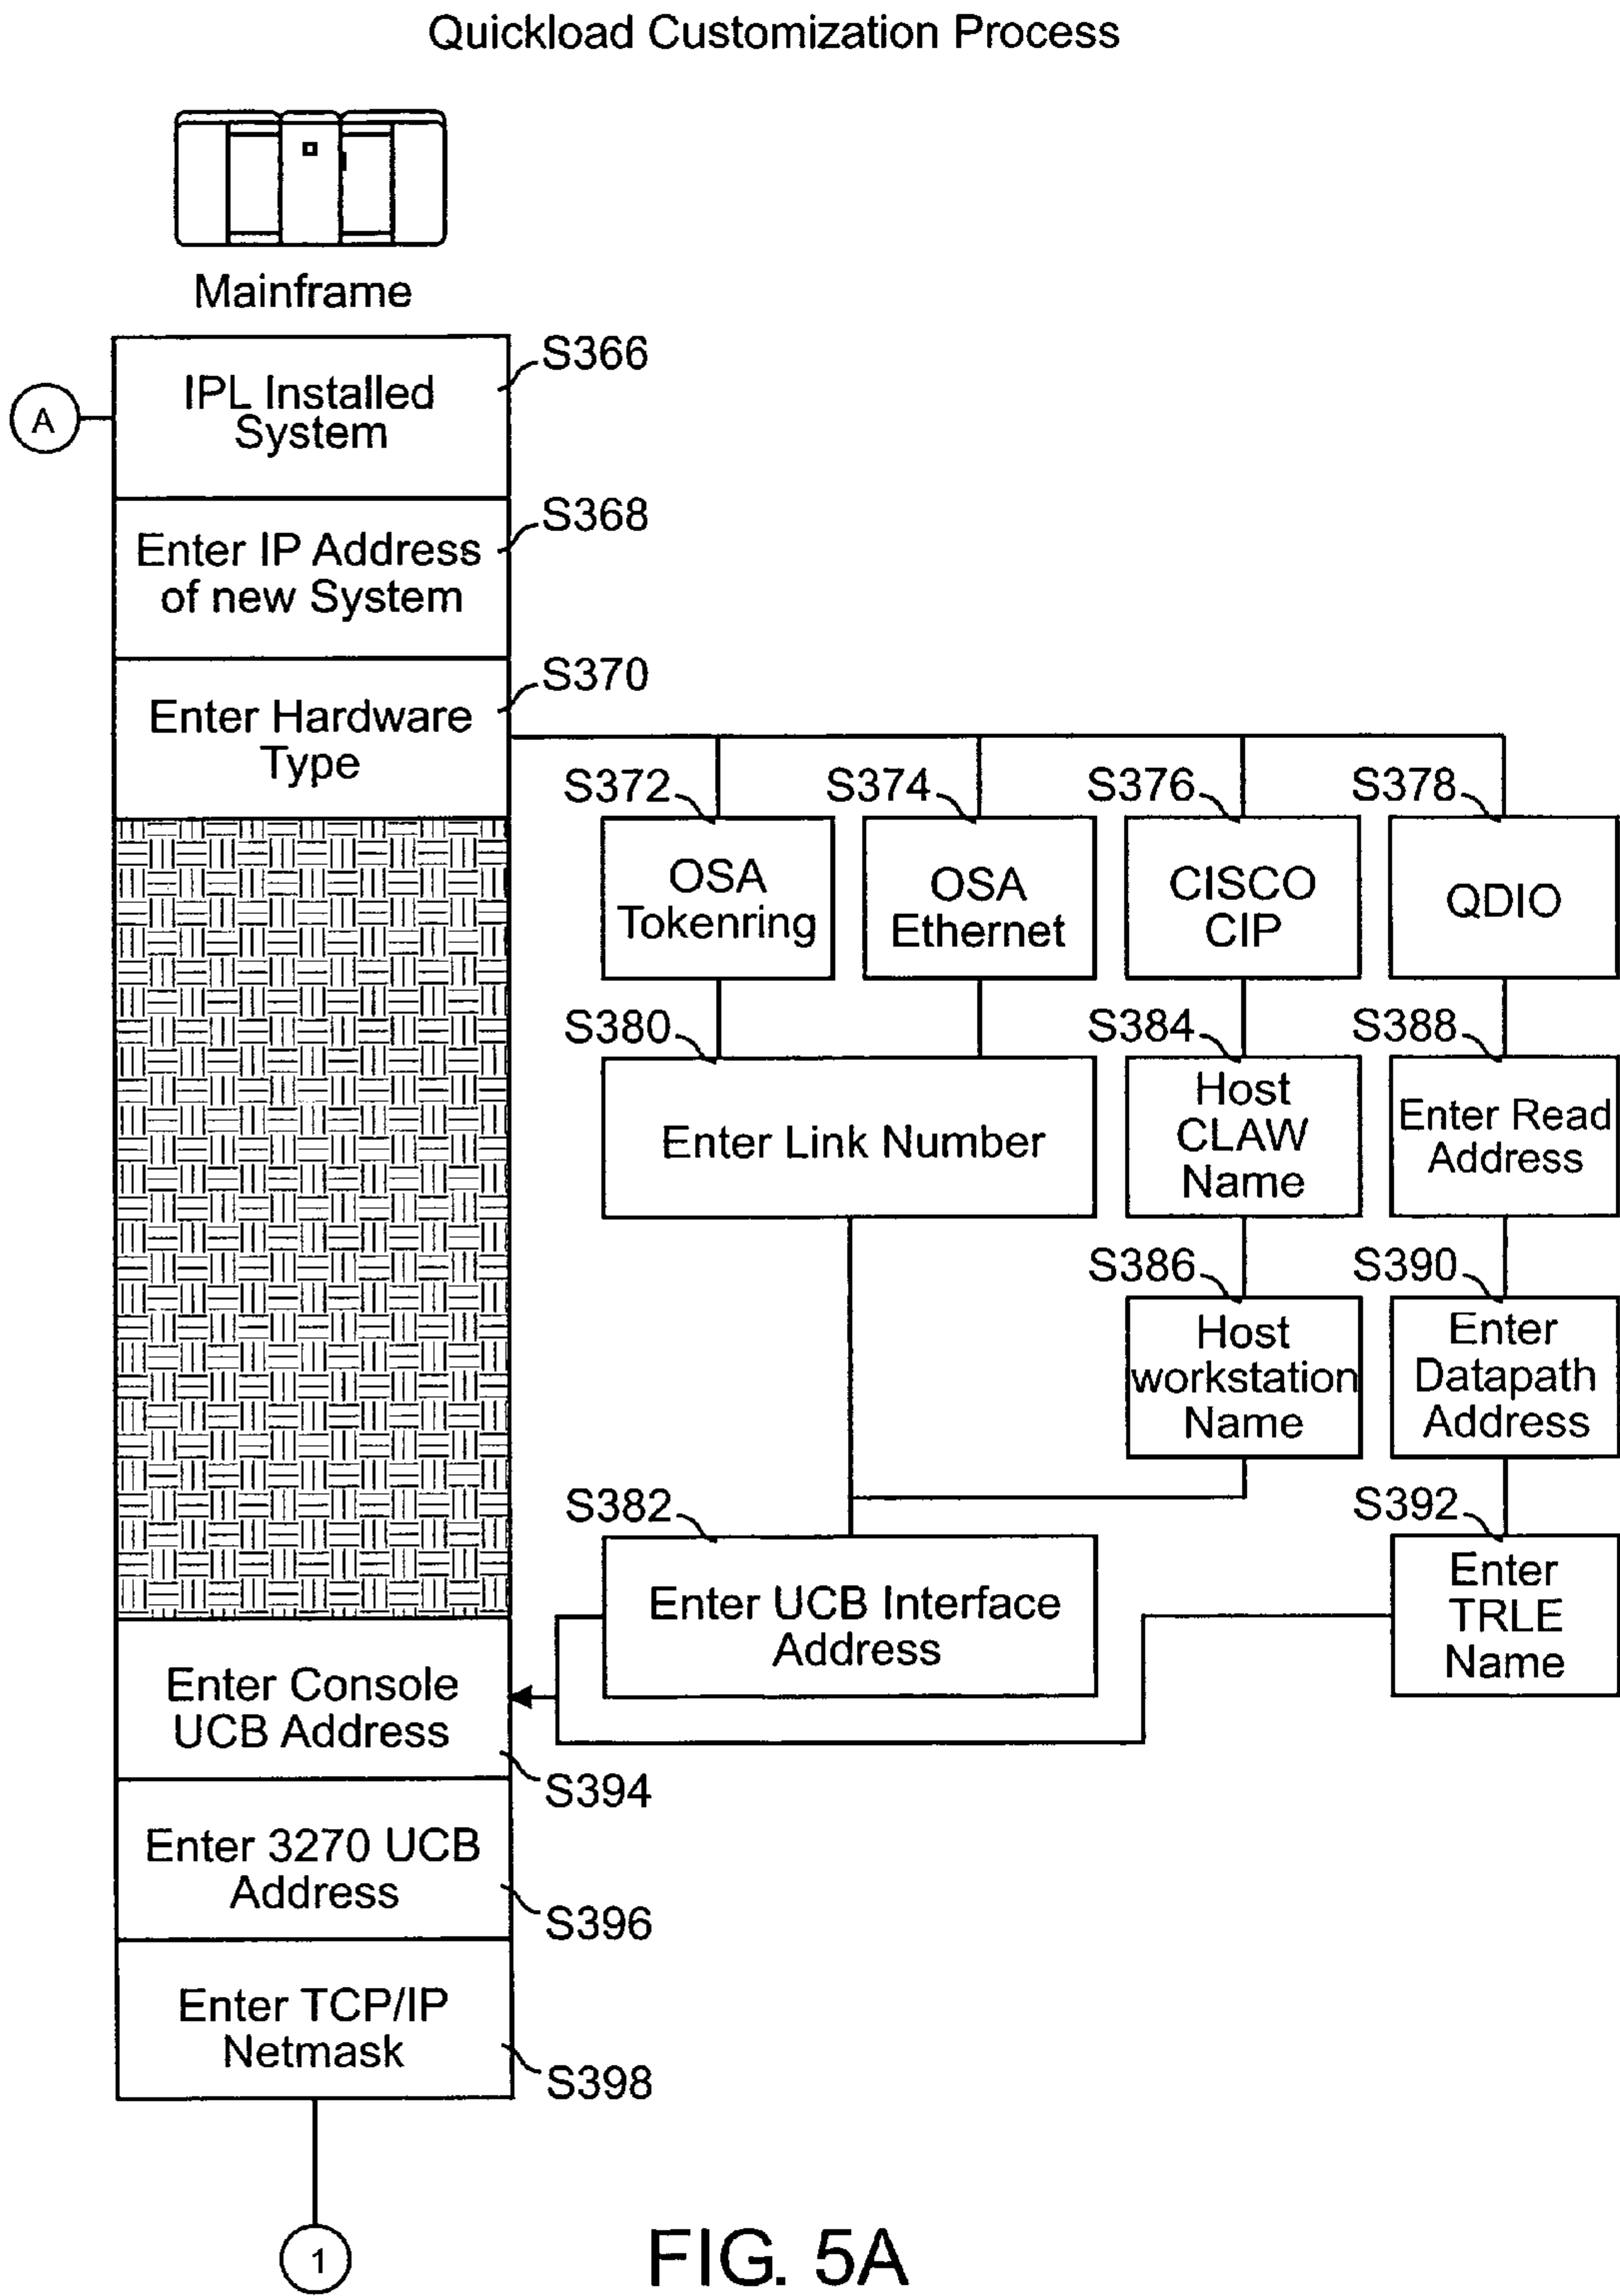 Quickload Customization Process
Mainframe
S366
IPL Installed
System
A
S368
Enter IP Address
of new System
S370
Enter Hardware
Type
S372
S374
S376
S378
OSA
Tokenring
OSA
Ethernet
CISCO
CIP
QDIO
S380
S384
S388
Enter Link Number
Host
CLAW
Name
Enter Read
Address
S386
S390
Host
workstation
Name
Enter
Datapath
Address
S382
S392
Enter UCB Interface
Address
Enter
TRLE
Name
Enter Console
UCB Address
S394
Enter 3270 UCB
Address
S396
Enter TCP/IP
Netmask
S398
1
FIG. 5A